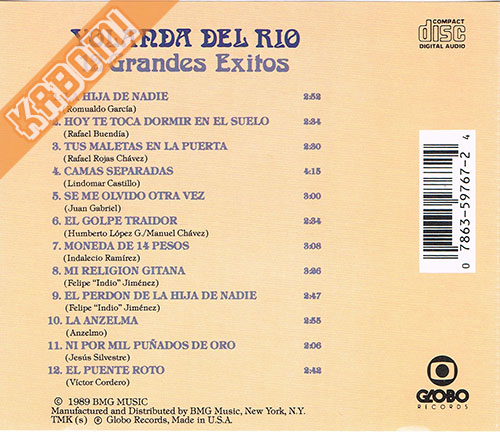 KABOOM!
YOLANDA DEL RIO
Grandes Exitos
COMPACT
disc
DIGITAL AUDIO
HIJA DE NADIE 2:52
(Romualdo García)
2. HOY TE TOCA DORMIR EN EL SUELO 2:34
(Rafael Buendía)
3. TUS MALETAS EN LA PUERTA 2:30
(Rafael Rojas Chávez)
4. CAMAS SEPARADAS 4:15
(Lindomar Castillo)
5. SE ME OLVIDO OTRA VEZ 3:00
(Juan Gabriel)
6. EL GOLPE TRAIDOR 2:34
(Humberto López G./Manuel Chávez)
7. MONEDA DE 14 PESOS 3:08
(Indalecio Ramírez)
8. MI RELIGION GITANA 3:26
(Felipe "Indio" Jiménez)
9. EL PERDON DE LA HIJA DE NADIE 2:47
(Felipe "Indio" Jiménez)
10. LA ANZELMA 2:55
(Anzelmo)
11. NI POR MIL PUÑADOS DE ORO 2:06
(Jesús Silvestre)
12. EL PUENTE ROTO 2:42
(Víctor Cordero)
0 7863-59767-2 4
GLOBO
RECORDS
© 1989 BMG MUSIC
Manufactured and Distributed by BMG Music, New York, N.Y.
TMK (s) ® Globo Records, Made in U.S.A.